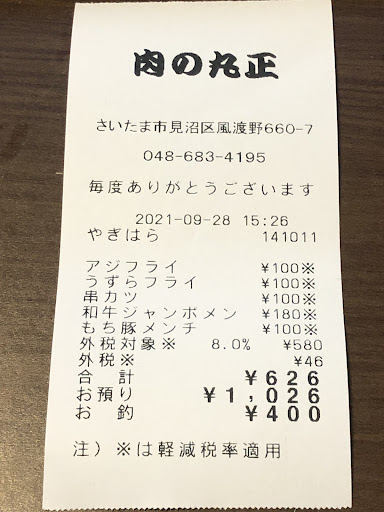 肉の丸正
さいたま市見沼区風渡野660-7
048-683-4195
毎度ありがとうございます
2021-09-28 15:26
やぎはら 141011
アジフライ ¥100※
うずらフライ ¥100※
串カツ ¥100※
和牛ジャンボメン ¥180※
もち豚メンチ ¥100※
外税対象※ 8.0% ¥580
外税※ ¥46
合 計 ¥626
お預り ¥1,026
お 釣 ¥400
注）※は軽減税率適用